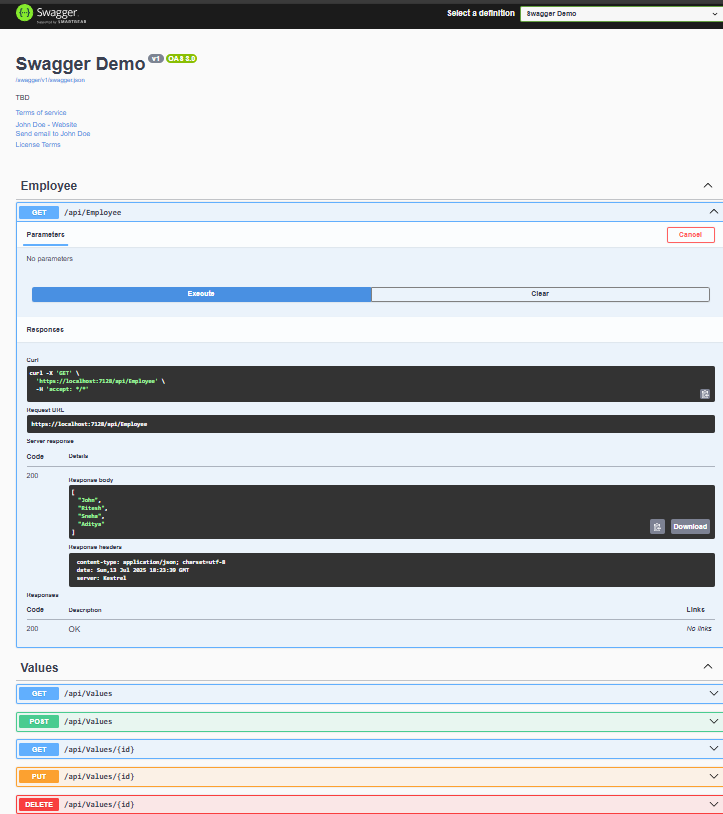 Swagger
Supported by SMARTBEAR
Select a definition
Swagger Demo
Swagger Demo v1 OAS 3.0
/swagger/v1/swagger.json
TBD
Terms of service
John Doe - Website
Send email to John Doe
License Terms
Employee
GET /api/Employee
Parameters
Cancel
No parameters
Execute
Clear
Responses
Curl
curl -X 'GET' \
'https://localhost:7128/api/Employee' \
-H 'accept: */*'
Request URL
https://localhost:7128/api/Employee
Server response
Code Details
200
Response body
[
"John",
"Ritesh",
"Sneha",
"Aditya"
]
Download
Response headers
content-type: application/json; charset=utf-8
date: Sun,13 Jul 2025 18:23:39 GMT
server: Kestrel
Responses
Code Description Links
200 OK No links
Values
GET /api/Values
POST /api/Values
GET /api/Values/{id}
PUT /api/Values/{id}
DELETE /api/Values/{id}